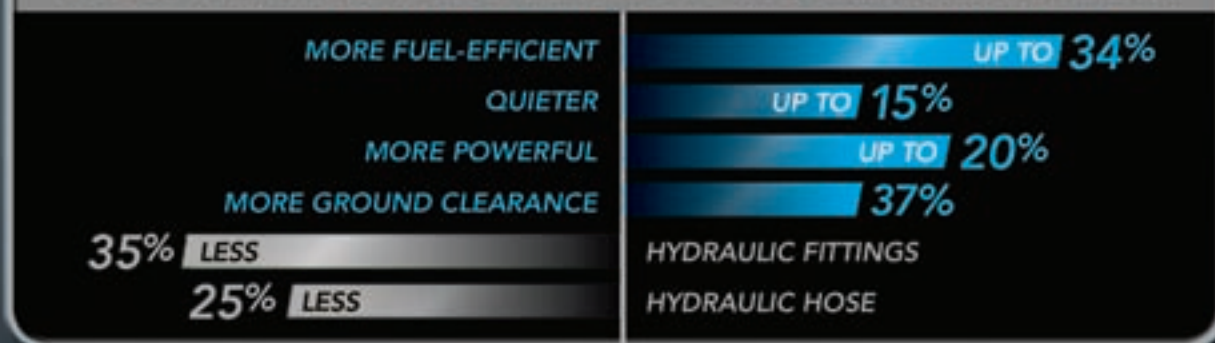 MORE FUEL-EFFICIENT UP TO 34%
QUIETER UP TO 15%
MORE POWERFUL UP TO 20%
MORE GROUND CLEARANCE 37%
35% LESS HYDRAULIC FITTINGS
25% LESS HYDRAULIC HOSE